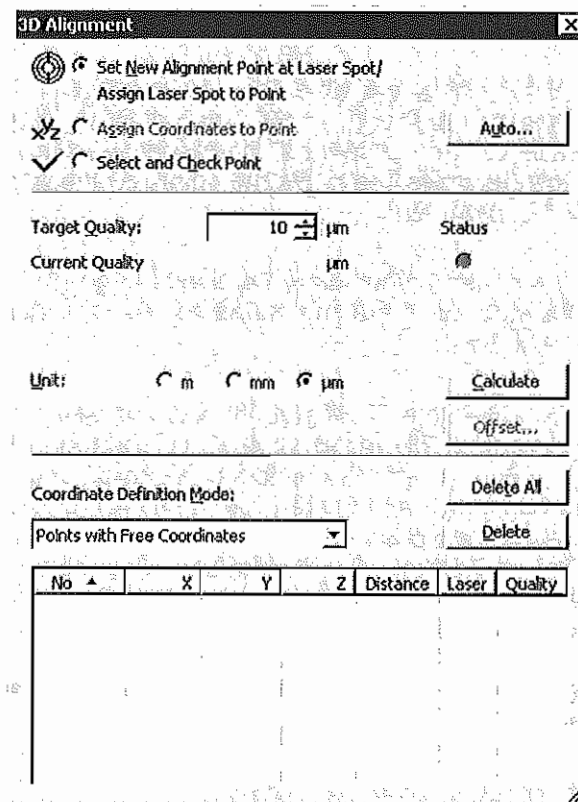 3D Alignment
Set New Alignment Point at Laser Spot/
Assign Laser Spot to Point
xyz Assign Coordinates to Point
Auto...
Select and Check Point
Target Quality: 10 µm Status
Current Quality µm
Unit: m mm µm Calculate
Offset...
Coordinate Definition Mode: Delete All
Points with Free Coordinates Delete
No X Y Z Distance Laser Quality